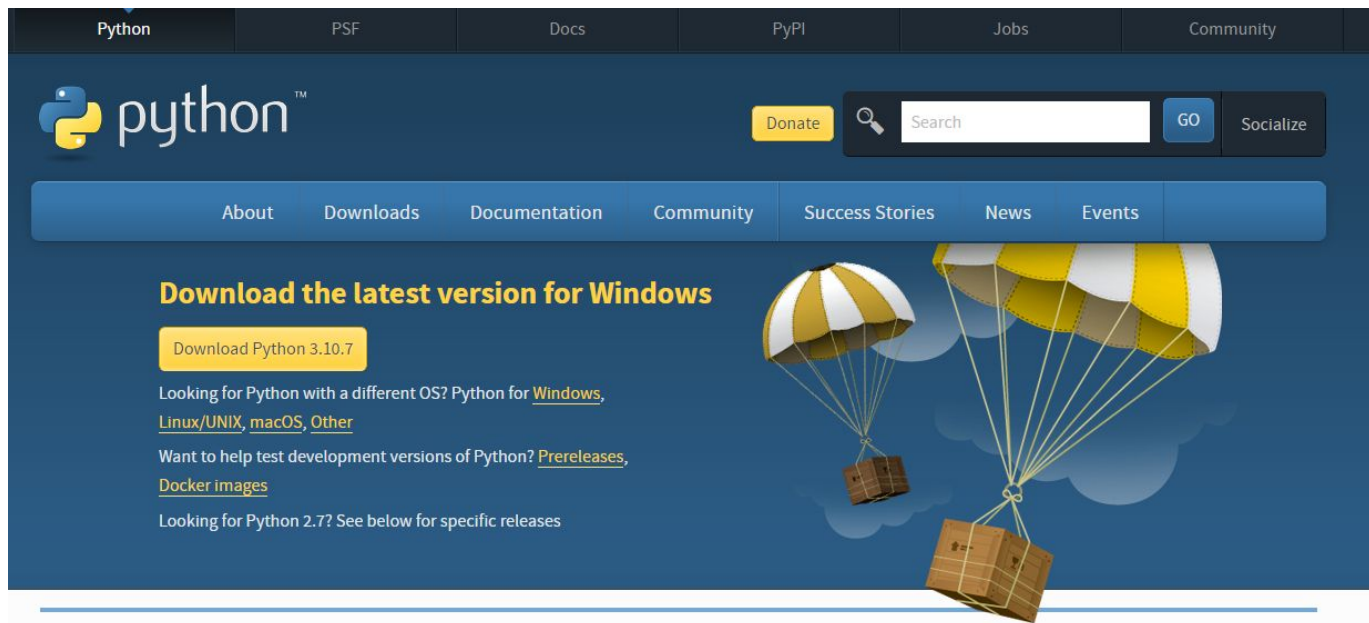 Python PSF Docs PyPI Jobs Community
python™
Donate Search GO Socialize
About Downloads Documentation Community Success Stories News Events
Download the latest version for Windows
Download Python 3.10.7
Looking for Python with a different OS? Python for Windows,
Linux/UNIX, macOS, Other
Want to help test development versions of Python? Prereleases,
Docker images
Looking for Python 2.7? See below for specific releases